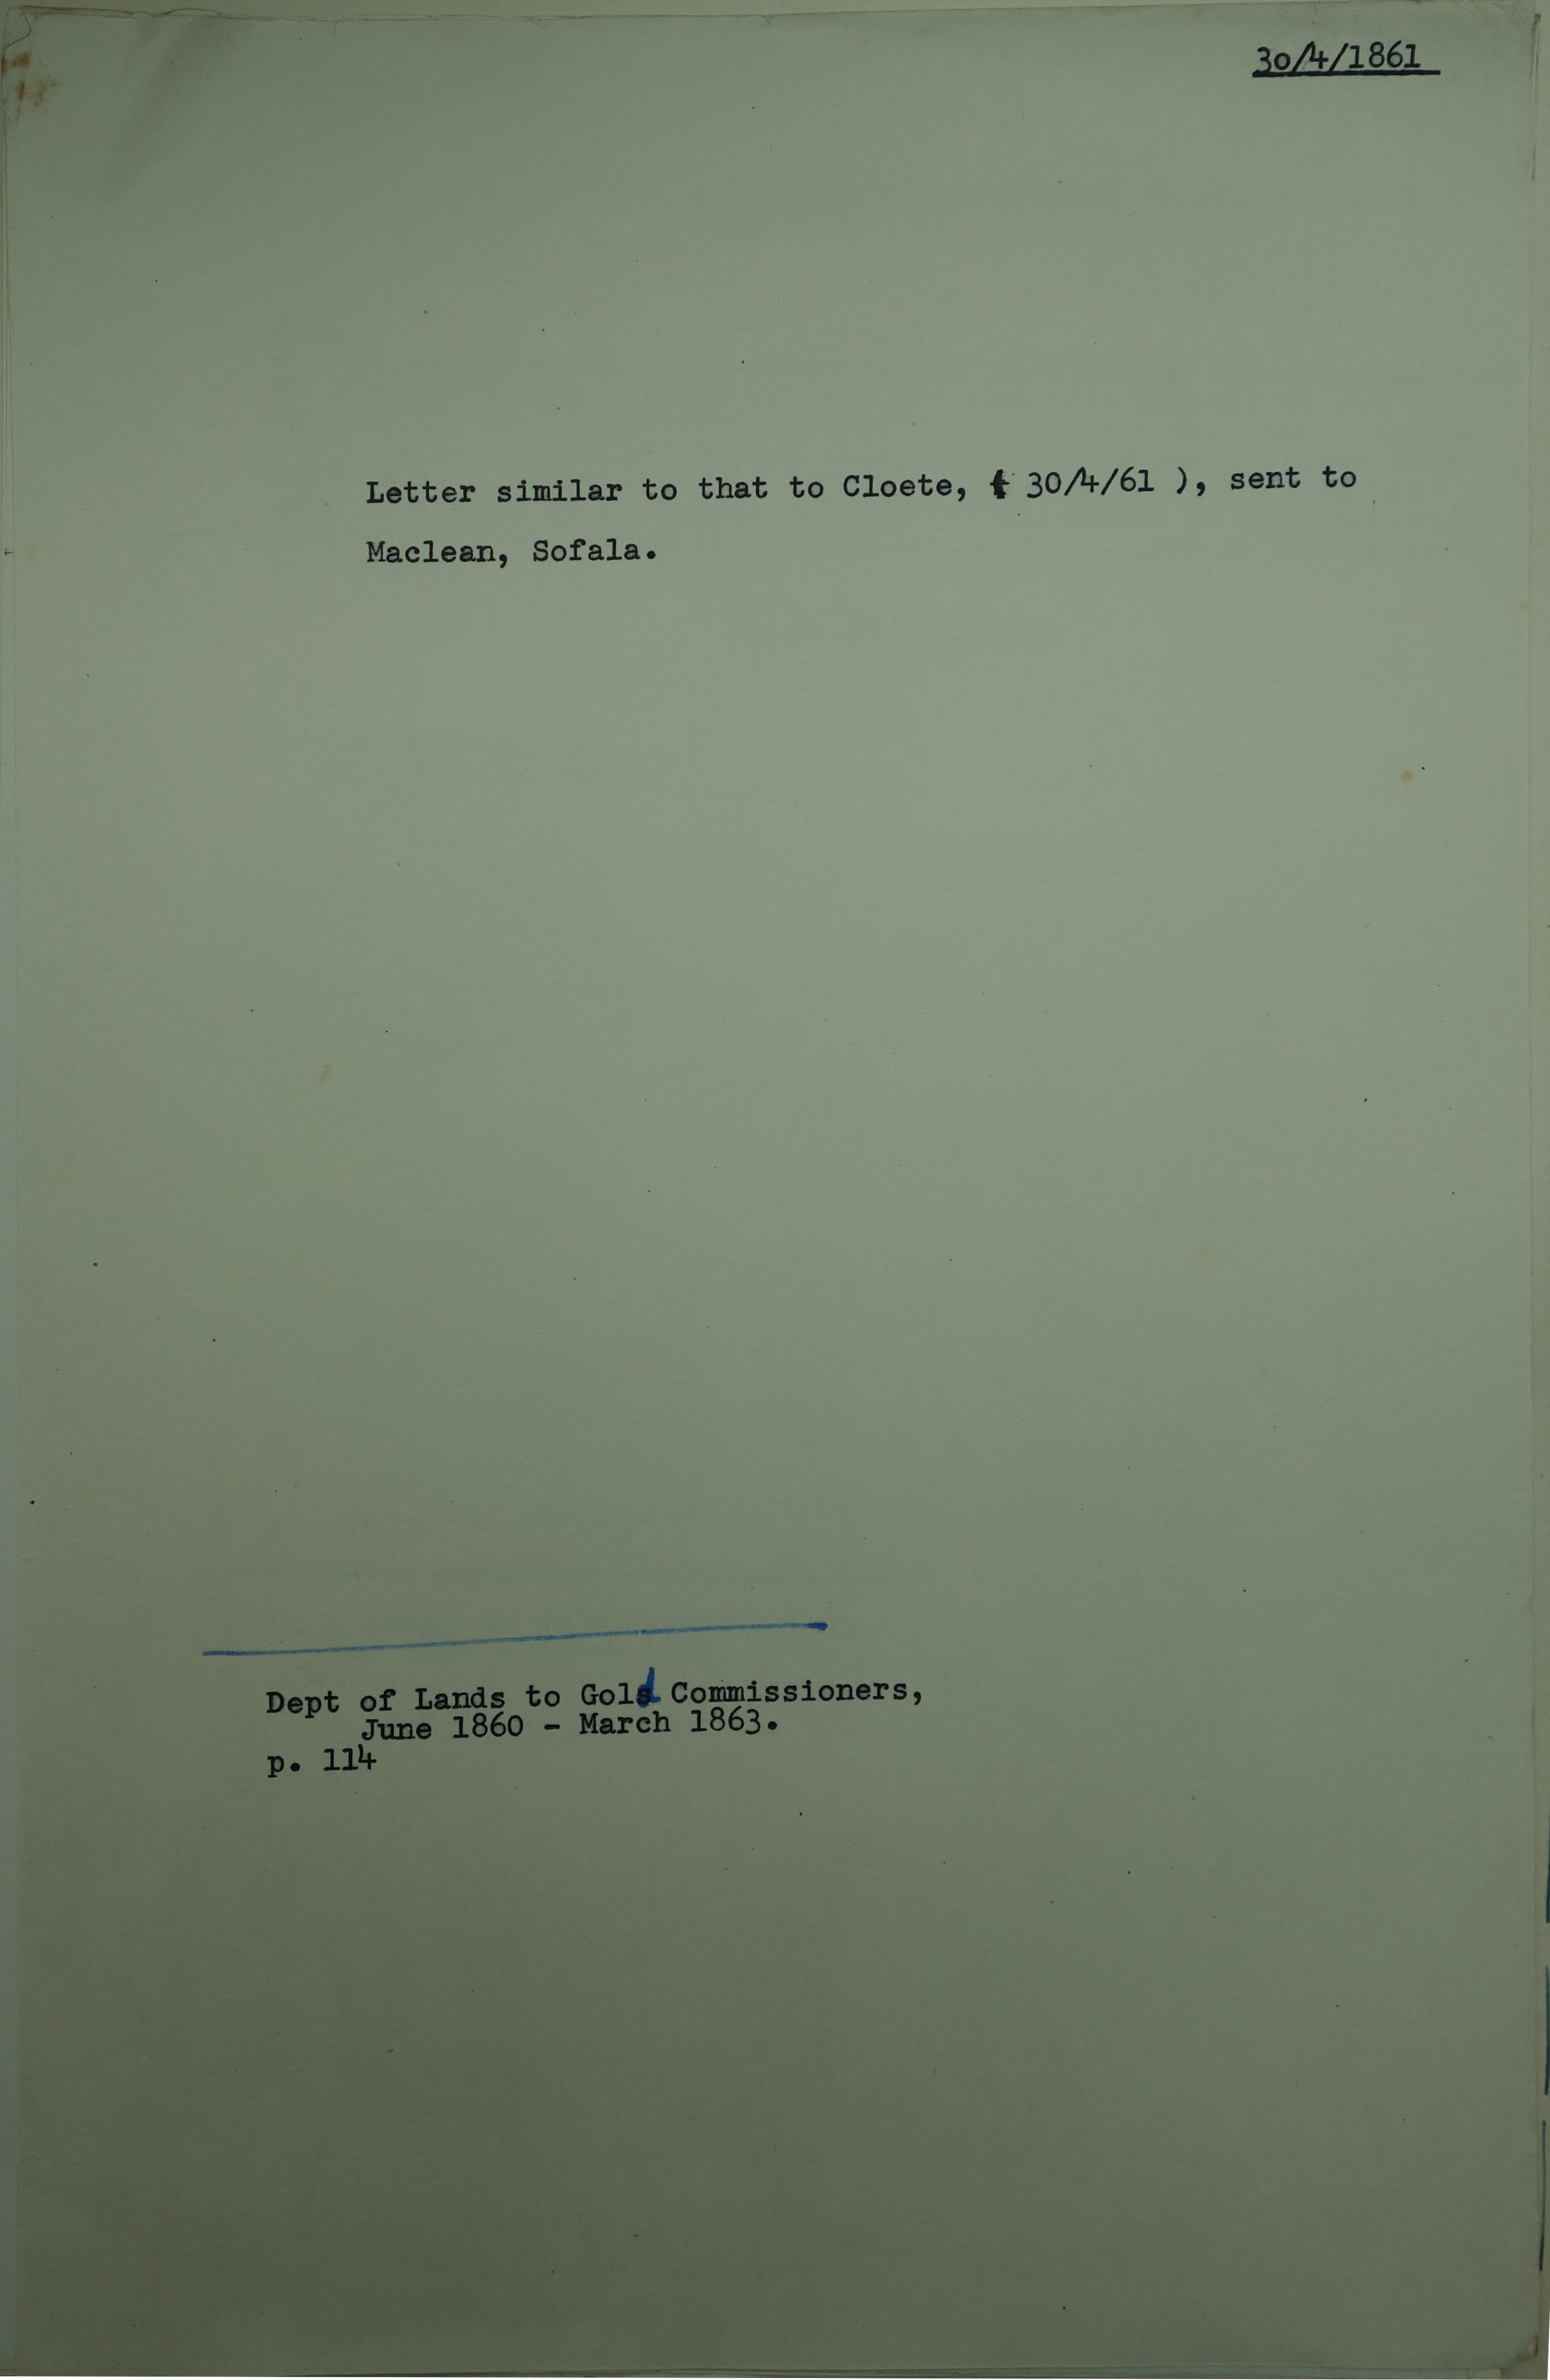 30/4/1861
Letter similar to that to Cloete, ( 30/4/61 ), sent to
Maclean, Sofala.
Dept of Lands to Gold Commissioners,
June 1860 - March 1863.
p. 114